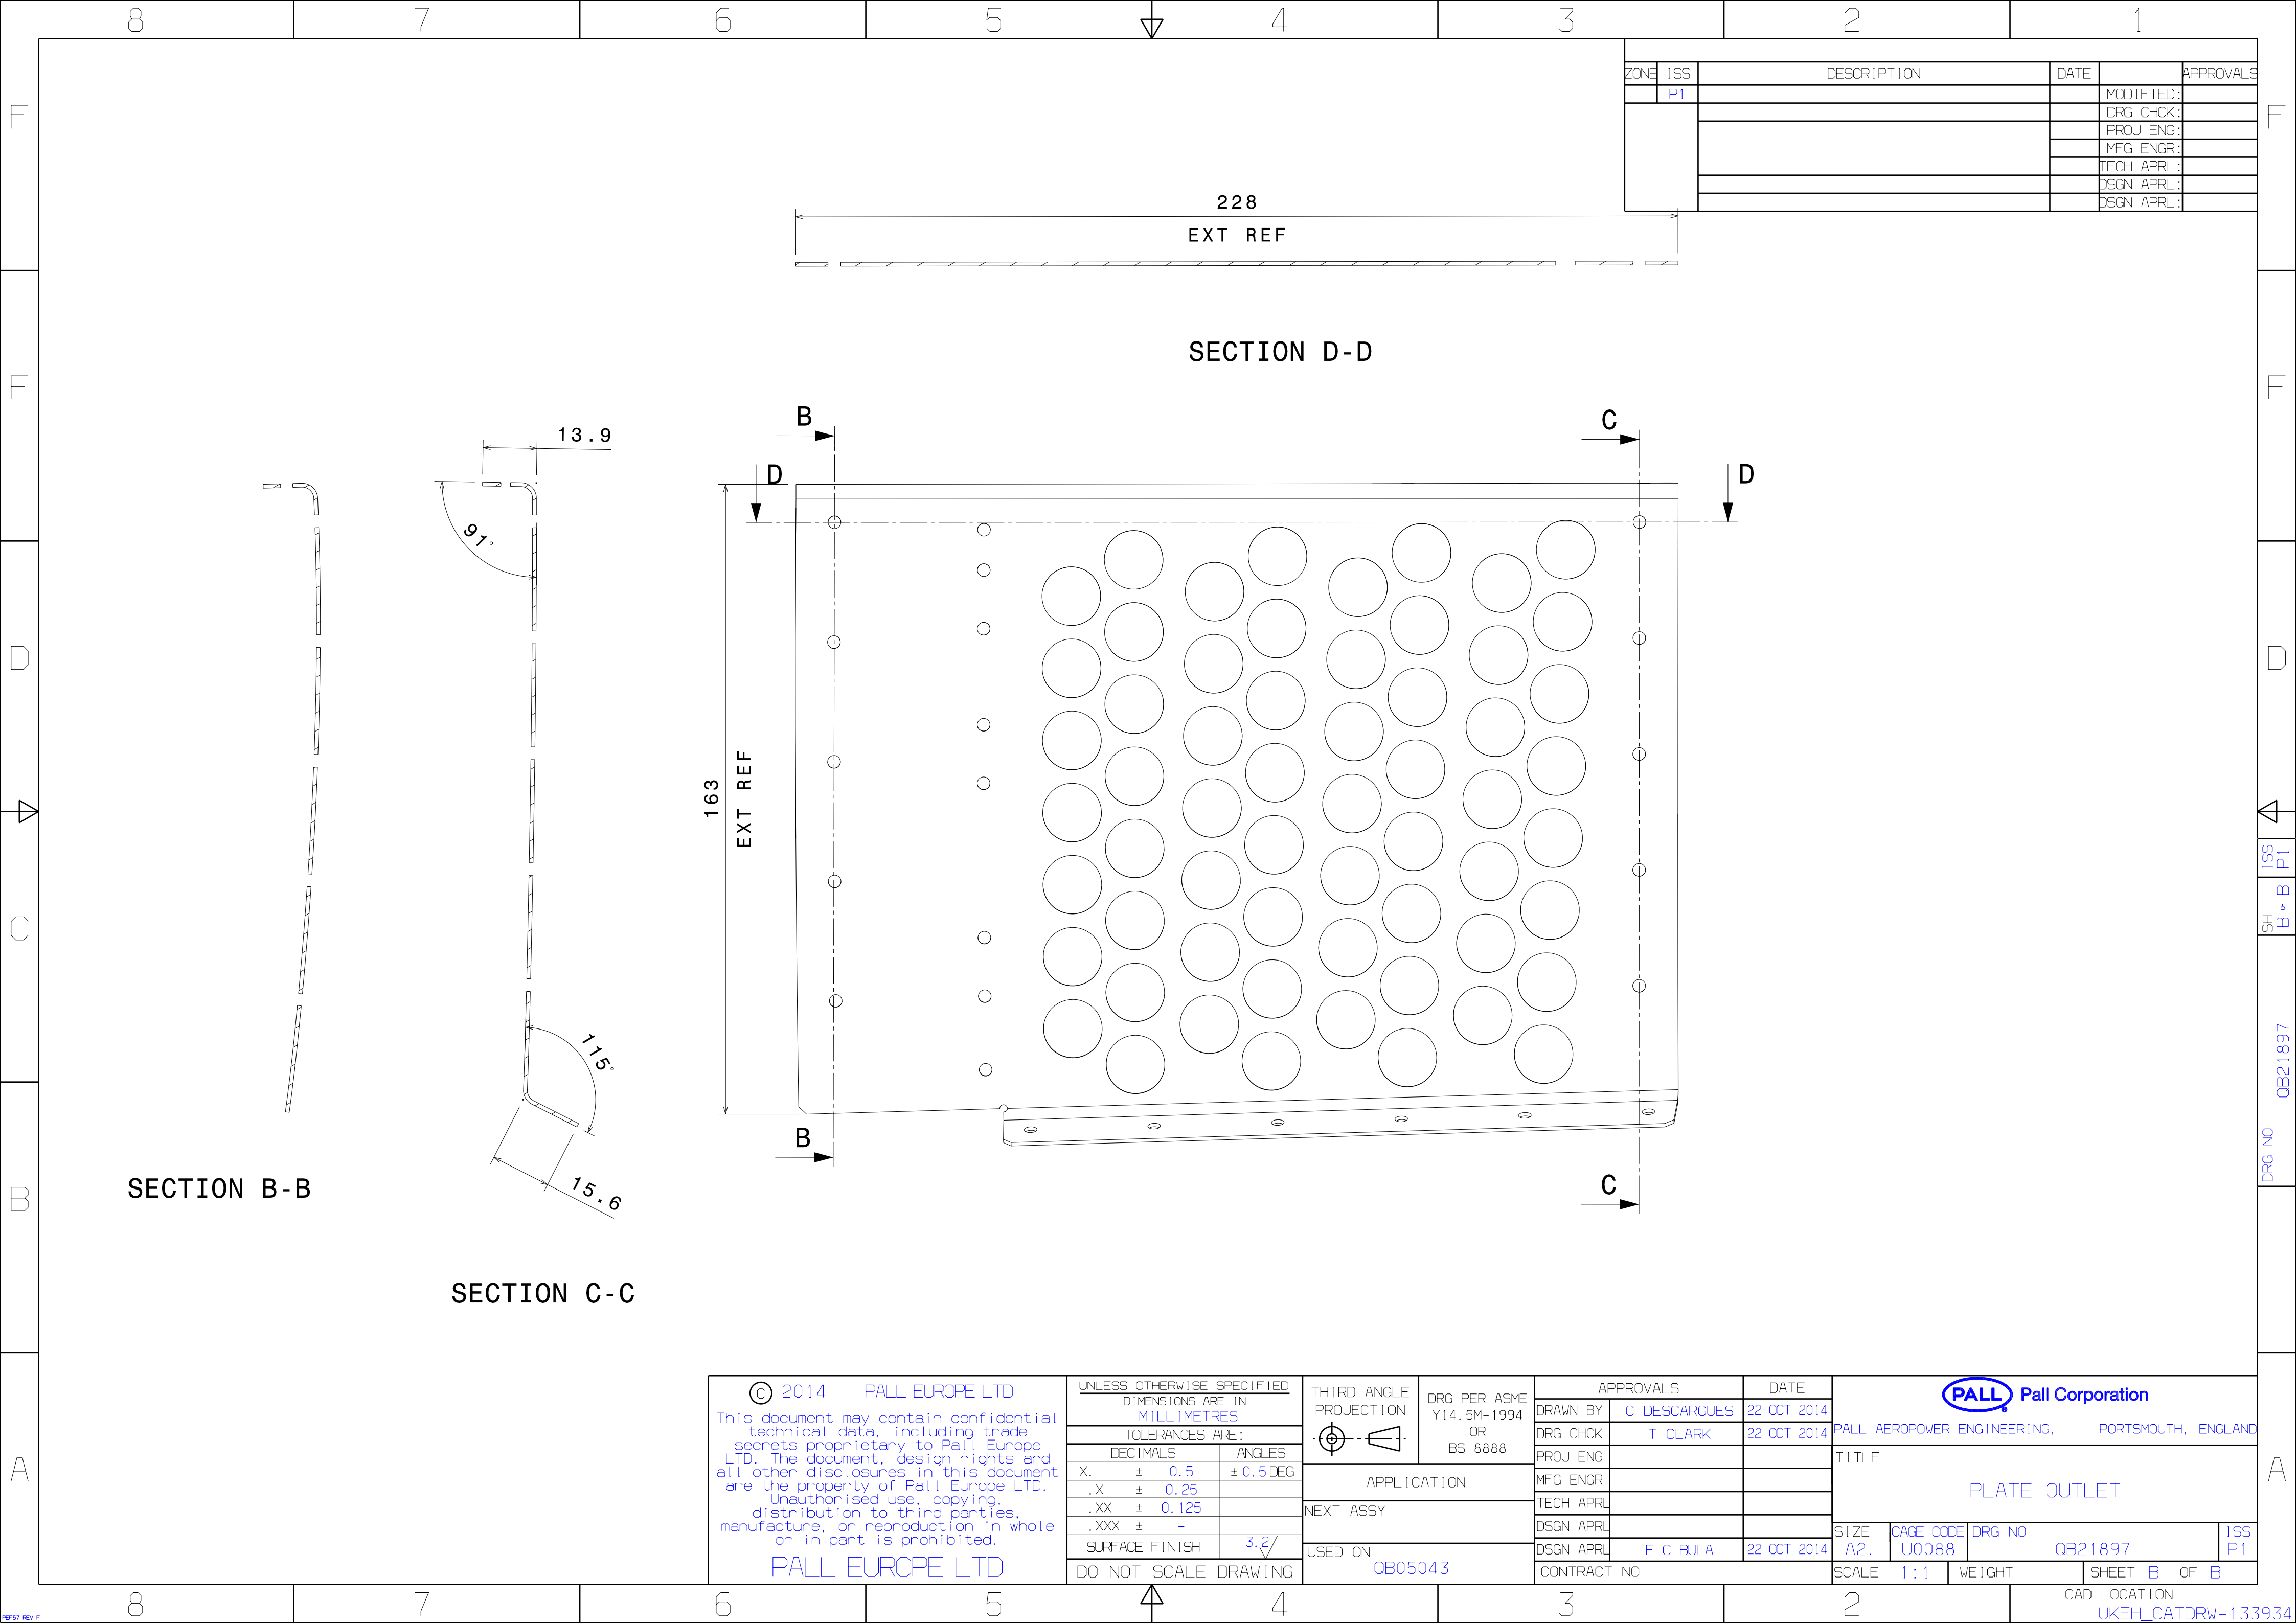 8 7 6 5 4 3 2 1
F F
E E
D D
C C
B B
A A
ZONE ISS DESCRIPTION DATE APPROVALS
P1 MODIFIED:
DRG CHCK:
PROJ ENG:
MFG ENGR:
TECH APRL:
DSGN APRL:
DSGN APRL:
228
EXT REF
SECTION D-D
B C
D D
13.9
91°
163
EXT REF
115°
15.6
B C
SECTION B-B
SECTION C-C
ISS P1
SH B OF B
DRG NO QB21897
© 2014 PALL EUROPE LTD
This document may contain confidential
technical data, including trade
secrets proprietary to Pall Europe
LTD. The document, design rights and
all other disclosures in this document
are the property of Pall Europe LTD.
Unauthorised use, copying,
distribution to third parties,
manufacture, or reproduction in whole
or in part is prohibited.
PALL EUROPE LTD
UNLESS OTHERWISE SPECIFIED
DIMENSIONS ARE IN
MILLIMETRES
TOLERANCES ARE:
DECIMALS ANGLES
X. ± 0.5 ± 0.5 DEG
.X ± 0.25
.XX ± 0.125
.XXX ± -
SURFACE FINISH 3.2/
DO NOT SCALE DRAWING
THIRD ANGLE
PROJECTION
DRG PER ASME
Y14.5M-1994
OR
BS 8888
APPLICATION
NEXT ASSY
USED ON
QB05043
APPROVALS DATE
DRAWN BY C DESCARGUES 22 OCT 2014
DRG CHCK T CLARK 22 OCT 2014
PROJ ENG
MFG ENGR
TECH APRL
DSGN APRL
DSGN APRL E C BULA 22 OCT 2014
CONTRACT NO
PALL Pall Corporation
PALL AEROPOWER ENGINEERING, PORTSMOUTH, ENGLAND
TITLE
PLATE OUTLET
SIZE CAGE CODE DRG NO ISS
A2. U0088 QB21897 P1
SCALE 1:1 WEIGHT SHEET B OF B
8 7 6 5 4 3 2
CAD LOCATION
UKEH_CATDRW-133934
PEF57 REV F